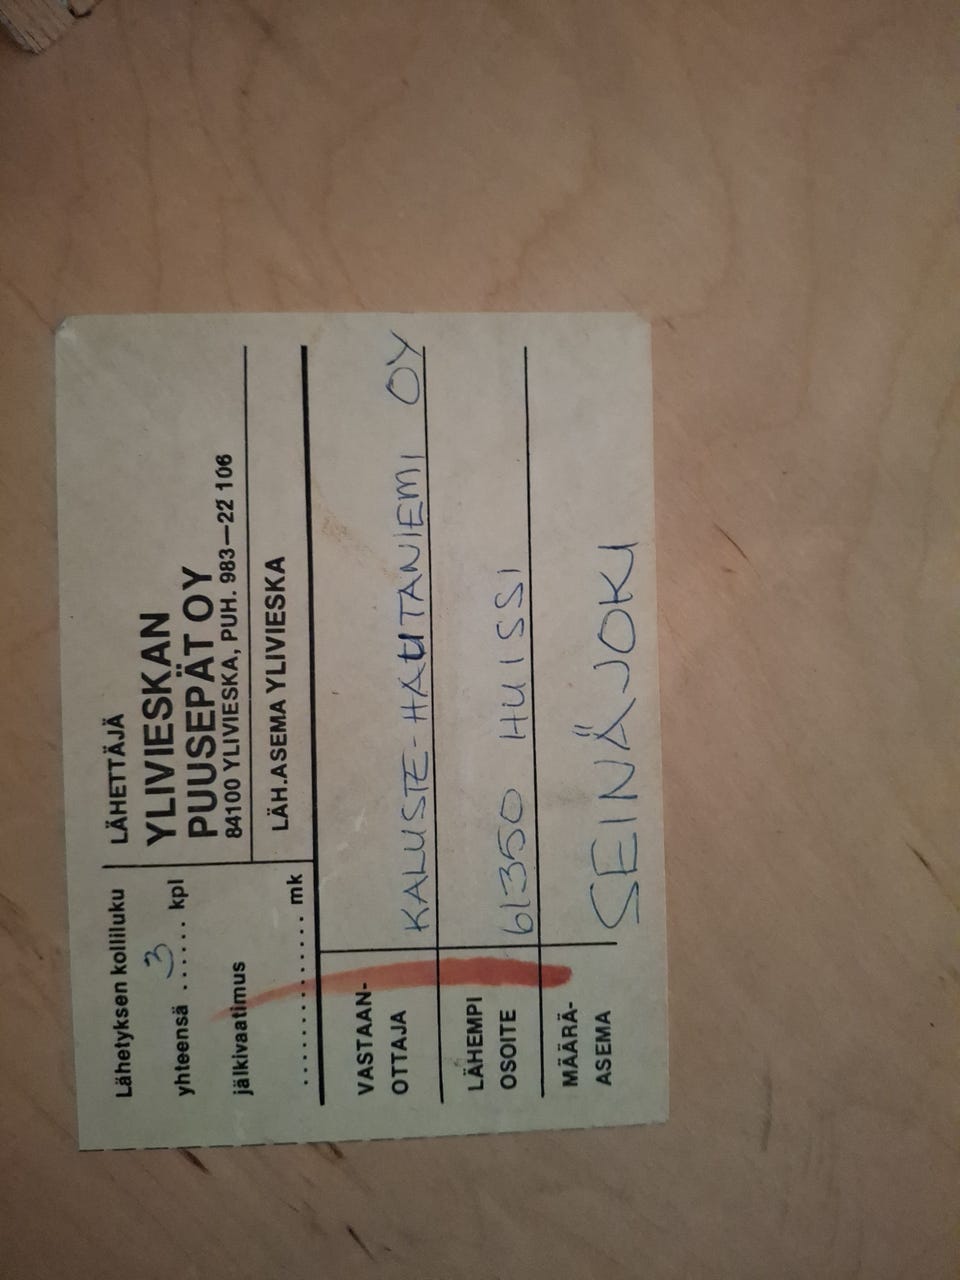 Lähetyksen kolliluku
yhteensä ...3... kpl
jälkivaatimus
............... mk
LÄHETTÄJÄ
YLIVIESKAN
PUUSEPÄT OY
84100 YLIVIESKA, PUH. 983—22 106
LÄH.ASEMA YLIVIESKA
VASTAAN-
OTTAJA
KALUSTE-HAUTANIEMI OY
LÄHEMPI
OSOITE
61350 HUISSI
MÄÄRÄ-
ASEMA
SEINÄJOKI